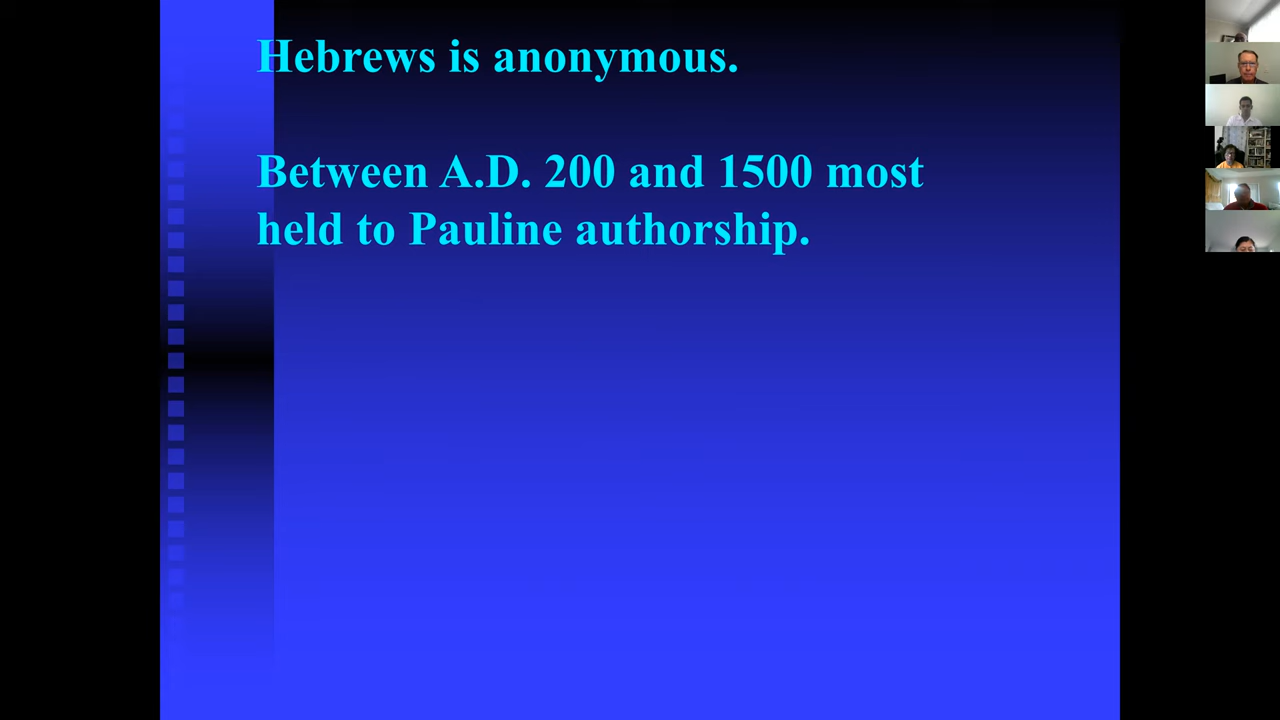 Hebrews is anonymous.
Between A.D. 200 and 1500 most
held to Pauline authorship.